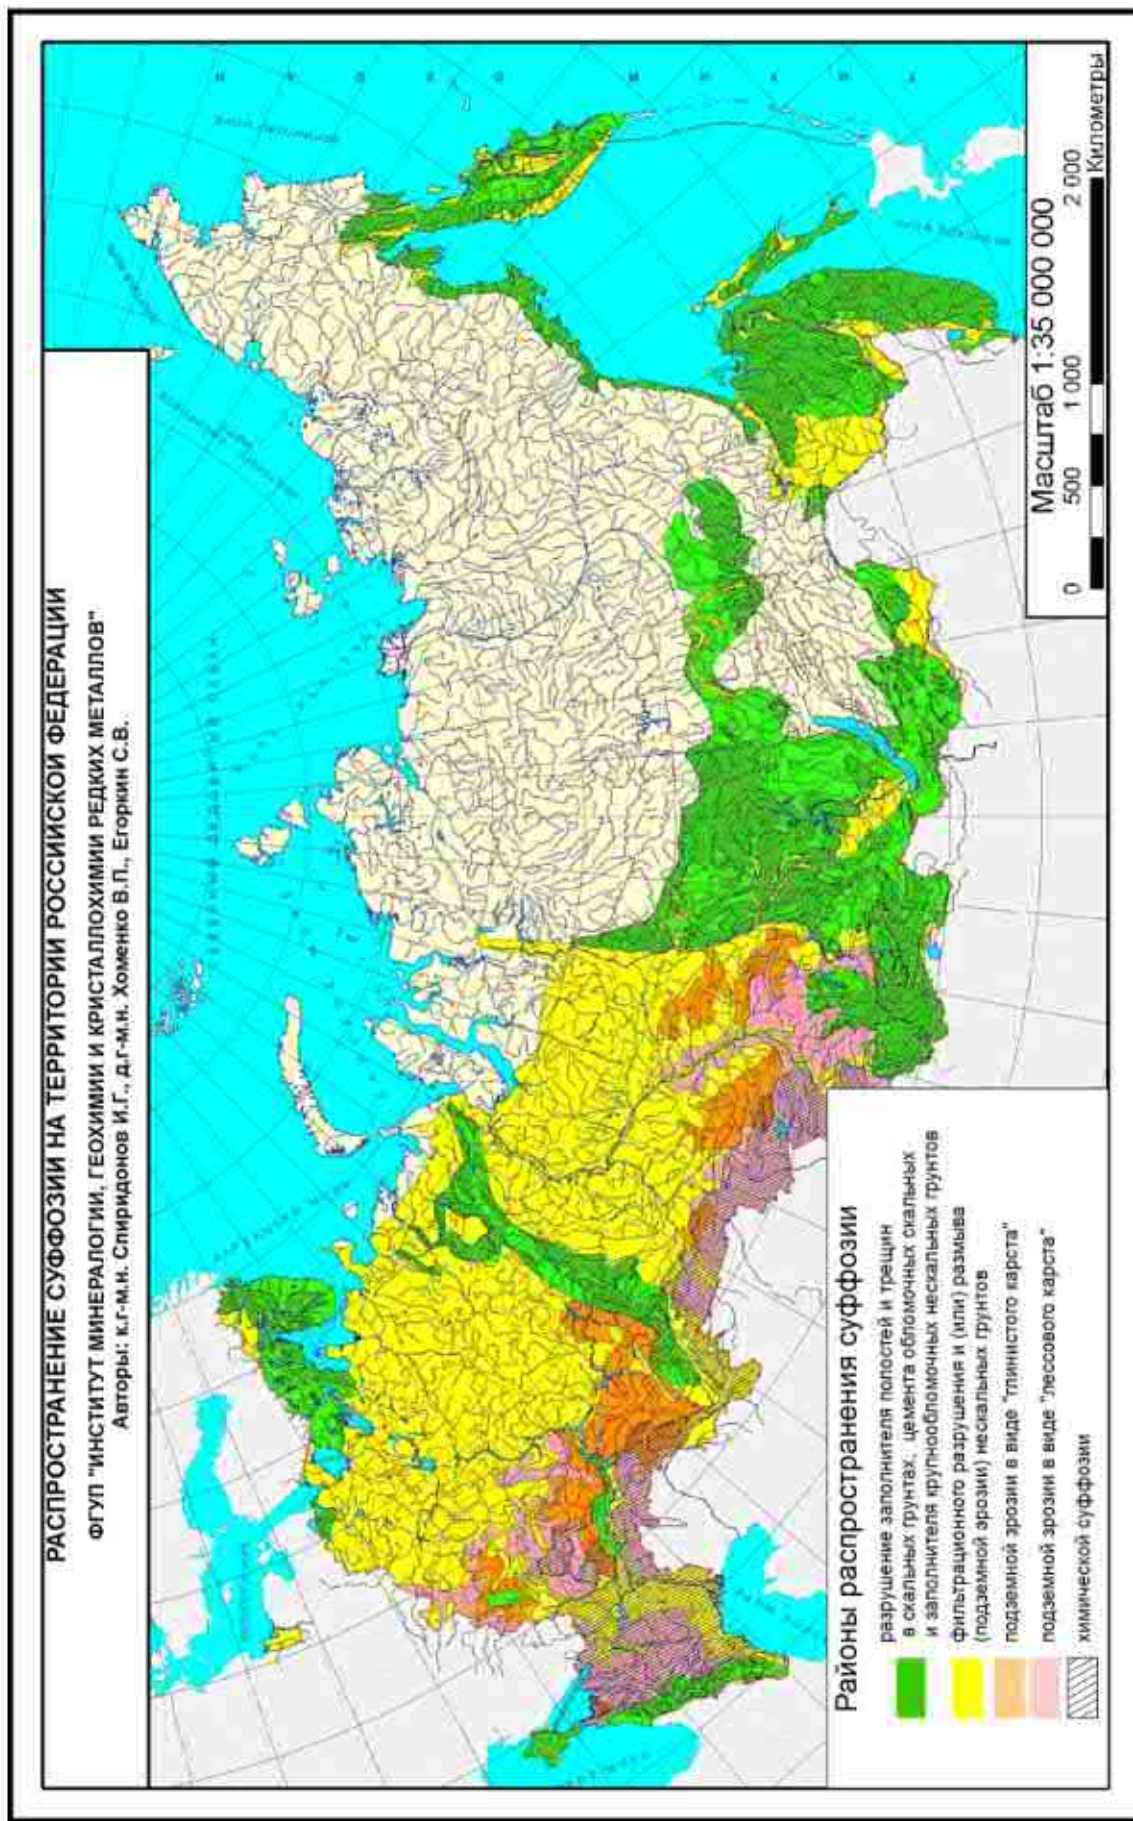 РАСПРОСТРАНЕНИЕ СУФФОЗИИ НА ТЕРРИТОРИИ РОССИЙСКОЙ ФЕДЕРАЦИИ
ФГУП "ИНСТИТУТ МИНЕРАЛОГИИ, ГЕОХИМИИ И КРИСТАЛЛОХИМИИ РЕДКИХ МЕТАЛЛОВ"
Авторы: к.г-м.н. Спиридонов И.Г., д.г-м.н. Хоменко В.П., Егоркин С.В.
Районы распространения суффозии
разрушение заполнителя полостей и трещин
в скальных грунтах, цемента обломочных скальных
и заполнителя крупнообломочных нескальных грунтов
фильтрационного разрушения и (или) размыва
(подземной эрозии) нескальных грунтов
подземной эрозии в виде "глинистого карста"
подземной эрозии в виде "лессового карста"
химической суффозии
Масштаб 1:35 000 000
0 500 1 000 2 000
Километры